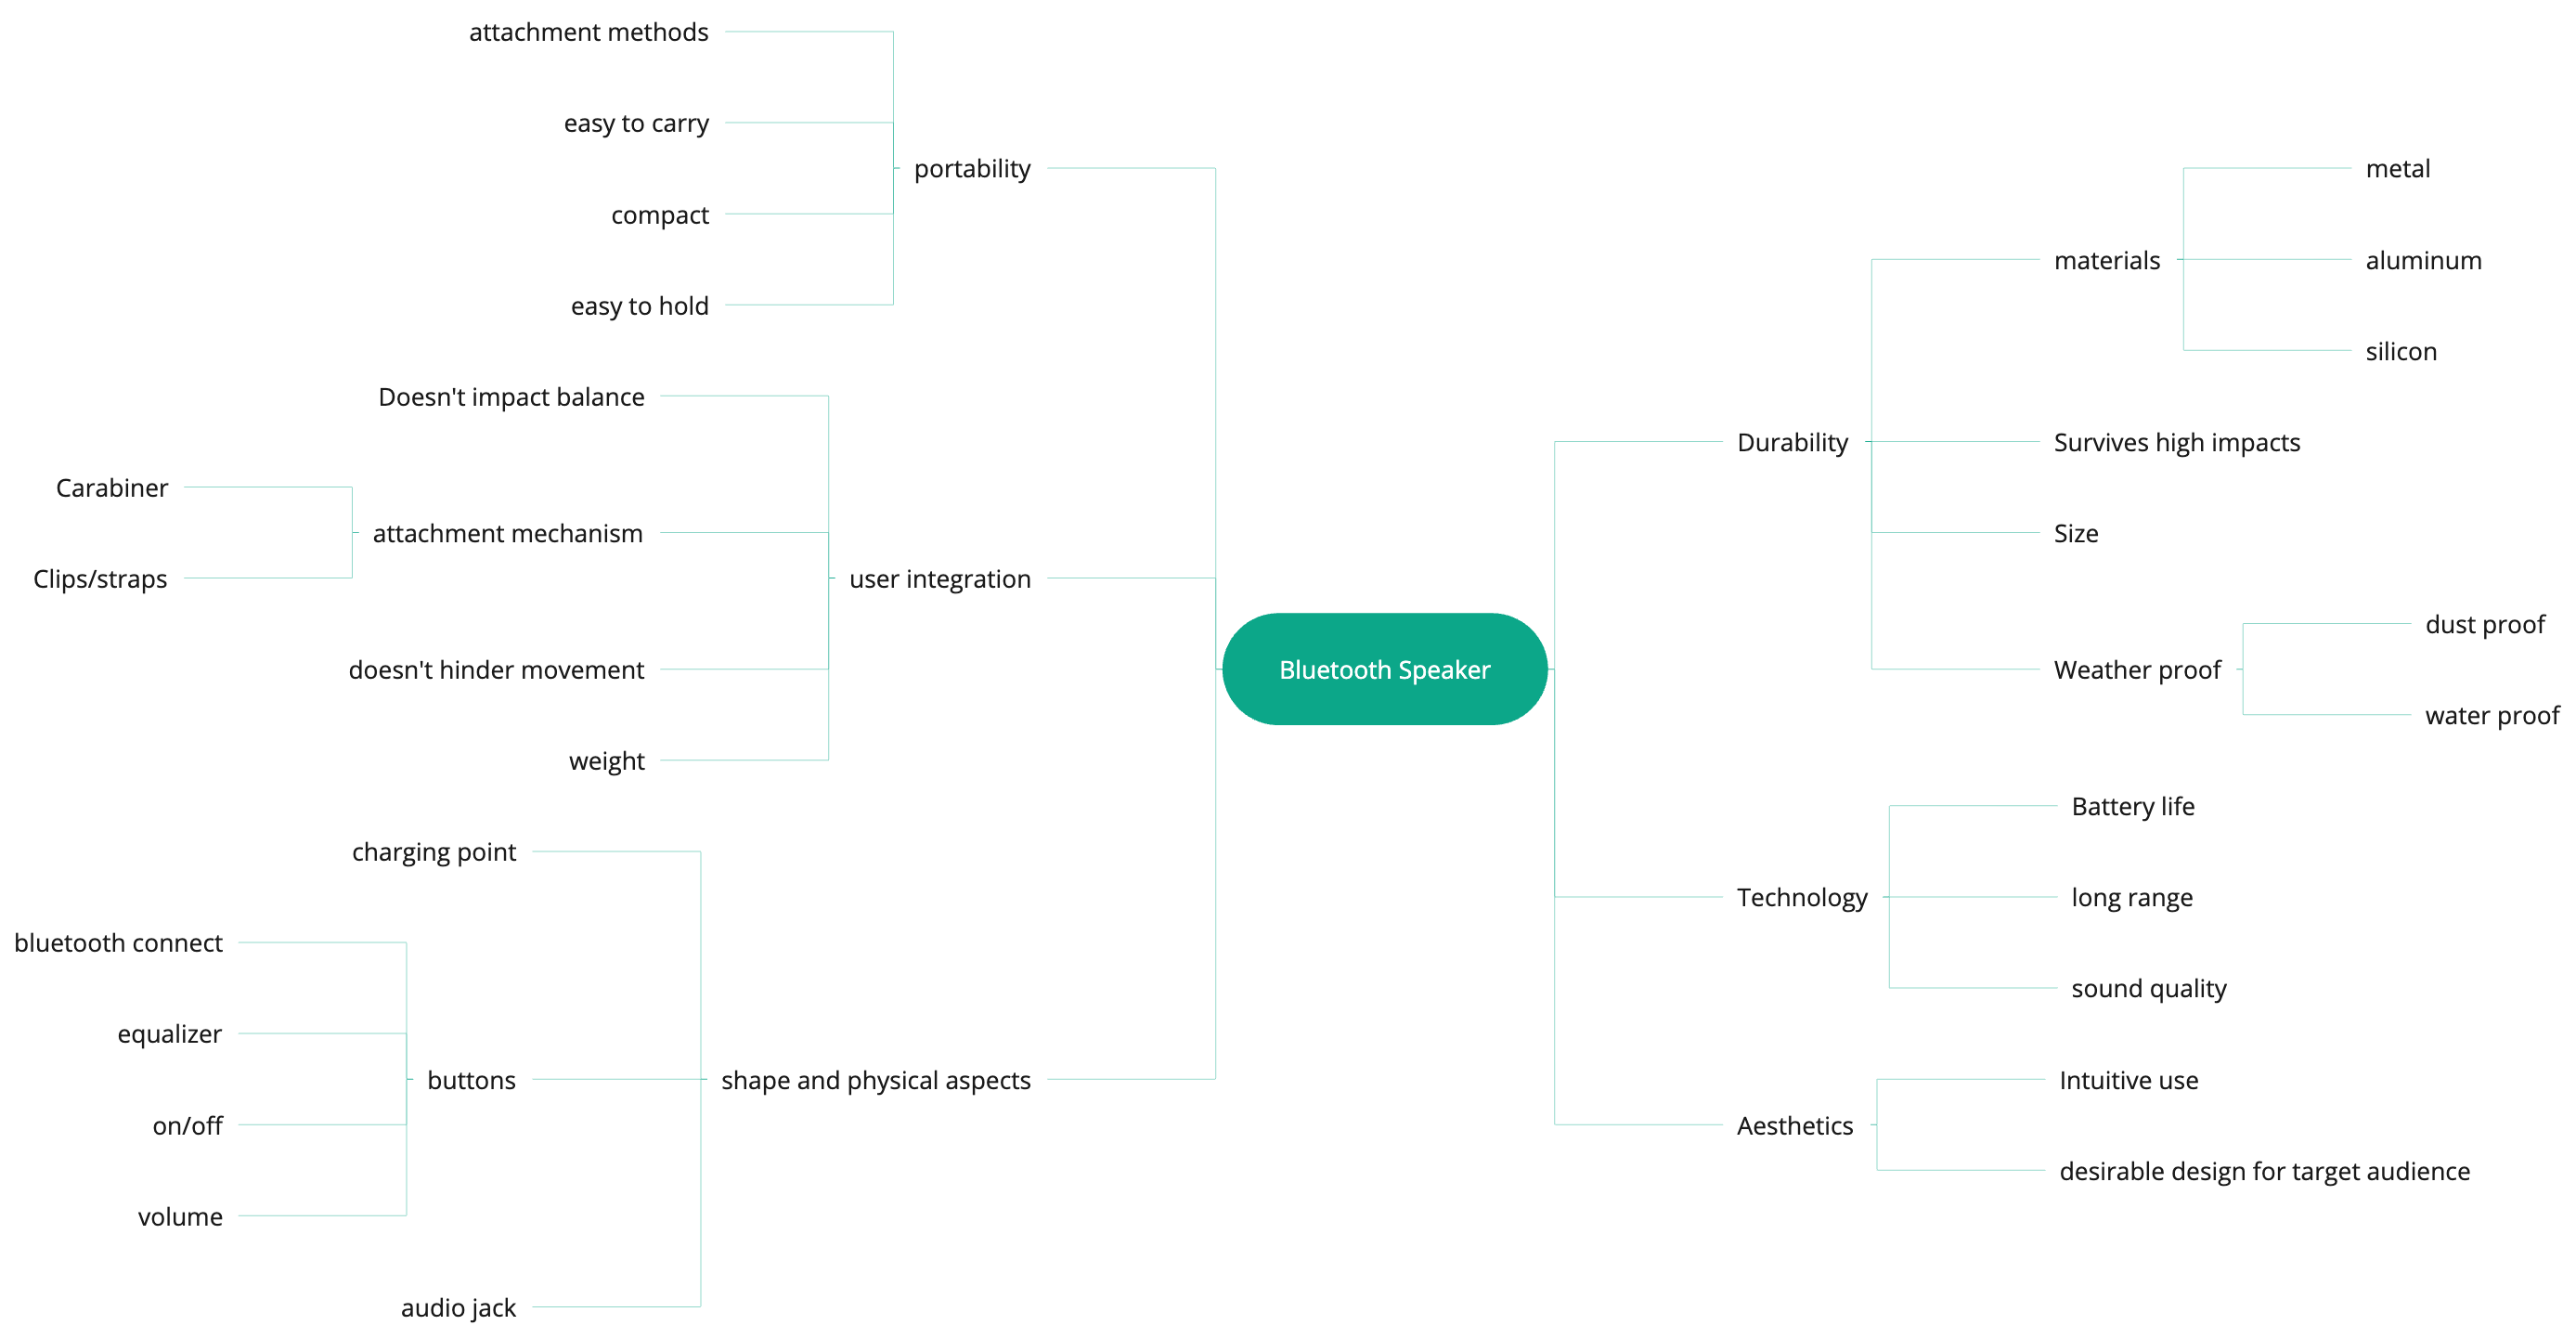 attachment methods
easy to carry
portability
compact
easy to hold
Doesn't impact balance
Carabiner
attachment mechanism
Clips/straps
user integration
doesn't hinder movement
weight
charging point
bluetooth connect
equalizer
buttons
shape and physical aspects
on/off
volume
audio jack
Bluetooth Speaker
metal
materials
aluminum
silicon
Durability
Survives high impacts
Size
dust proof
Weather proof
water proof
Battery life
Technology
long range
sound quality
Intuitive use
Aesthetics
desirable design for target audience